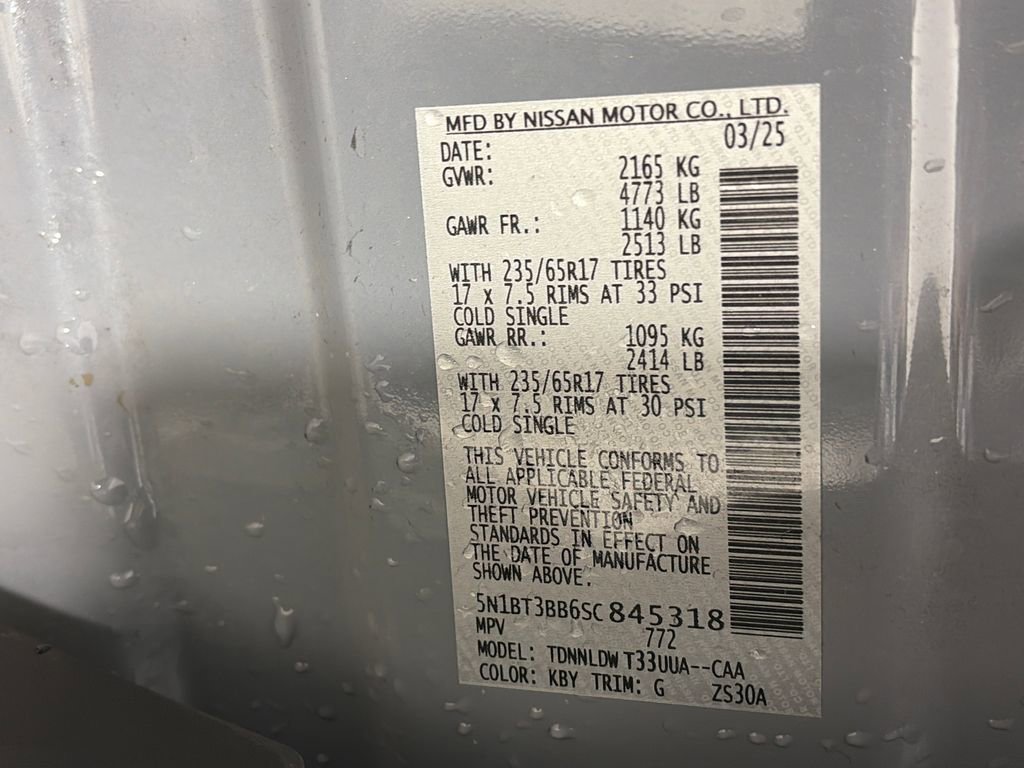 MFD BY NISSAN MOTOR CO., LTD.
DATE: 03/25
GVWR: 2165 KG
4773 LB
GAWR FR.: 1140 KG
2513 LB
WITH 235/65R17 TIRES
17 x 7.5 RIMS AT 33 PSI
COLD SINGLE
GAWR RR.: 1095 KG
2414 LB
WITH 235/65R17 TIRES
17 x 7.5 RIMS AT 30 PSI
COLD SINGLE
THIS VEHICLE CONFORMS TO
ALL APPLICABLE FEDERAL
MOTOR VEHICLE SAFETY AND
THEFT PREVENTION
STANDARDS IN EFFECT ON
THE DATE OF MANUFACTURE
SHOWN ABOVE.
5N1BT3BB6SC845318
MPV 772
MODEL: TDNNLDW T33UUA--CAA
COLOR: KBY TRIM: G ZS30A